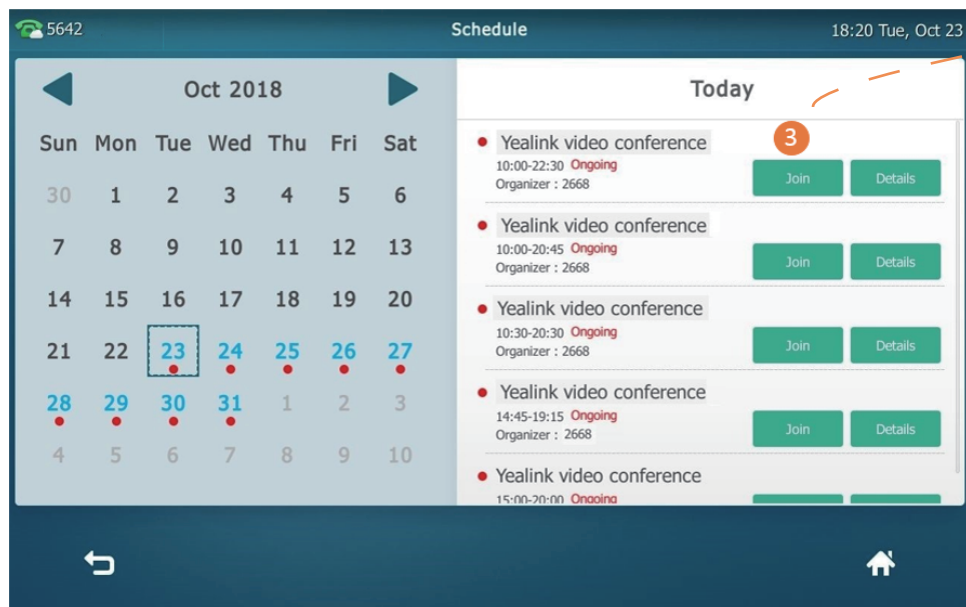 5642 Schedule 18:20 Tue, Oct 23
Oct 2018
Sun Mon Tue Wed Thu Fri Sat
30 1 2 3 4 5 6
7 8 9 10 11 12 13
14 15 16 17 18 19 20
21 22 23 24 25 26 27
28 29 30 31 1 2 3
4 5 6 7 8 9 10
Today
3
Yealink video conference
10:00-22:30 Ongoing
Organizer : 2668
Join Details
Yealink video conference
10:00-20:45 Ongoing
Organizer : 2668
Join Details
Yealink video conference
10:30-20:30 Ongoing
Organizer : 2668
Join Details
Yealink video conference
14:45-19:15 Ongoing
Organizer : 2668
Join Details
Yealink video conference
15:00-20:00 Ongoing